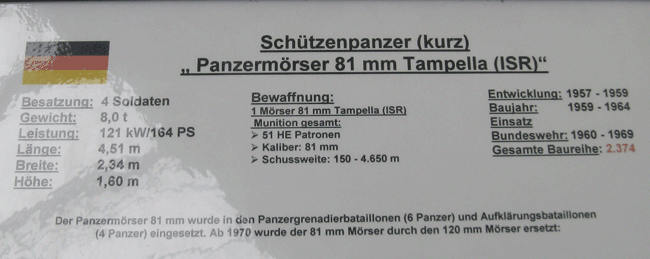 Schützenpanzer (kurz)
„ Panzermörser 81 mm Tampella (ISR)“
Besatzung: 4 Soldaten
Gewicht: 8,0 t
Leistung: 121 kW/164 PS
Länge: 4,51 m
Breite: 2,34 m
Höhe: 1,60 m
Bewaffnung:
1 Mörser 81 mm Tampella (ISR)
Munition gesamt:
➢ 51 HE Patronen
➢ Kaliber: 81 mm
➢ Schussweite: 150 - 4.650 m
Entwicklung: 1957 - 1959
Baujahr: 1959 - 1964
Einsatz
Bundeswehr: 1960 - 1969
Gesamte Baureihe: 2.374
Der Panzermörser 81 mm wurde in den Panzergrenadierbataillonen (6 Panzer) und Aufklärungsbataillonen
(4 Panzer) eingesetzt. Ab 1970 wurde der 81 mm Mörser durch den 120 mm Mörser ersetzt: